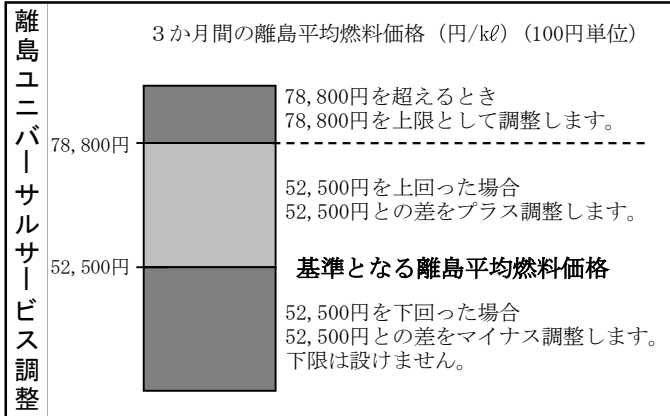 離島ユニバーサルサービス調整
３か月間の離島平均燃料価格（円/kℓ）（100円単位）
78,800円を超えるとき
78,800円を上限として調整します。
78,800円
52,500円を上回った場合
52,500円との差をプラス調整します。
52,500円
基準となる離島平均燃料価格
52,500円を下回った場合
52,500円との差をマイナス調整します。
下限は設けません。